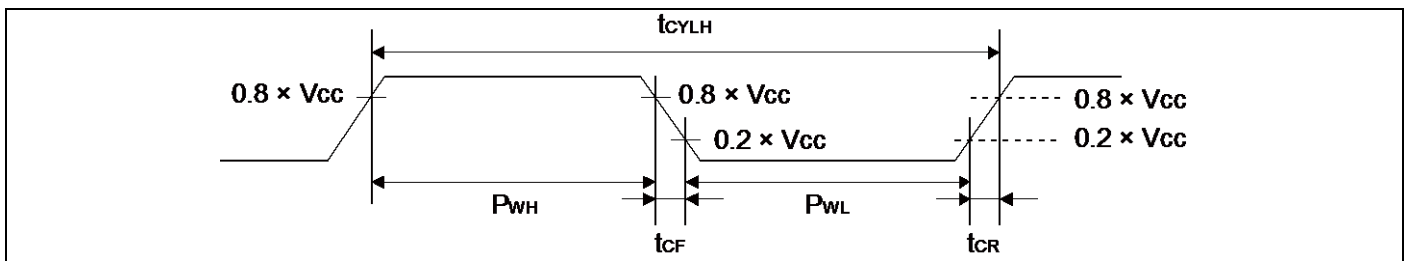 tCYLH
0.8 × VCC
0.8 × VCC
0.8 × VCC
0.2 × VCC
0.2 × VCC
PWH
PWL
tCF
tCR